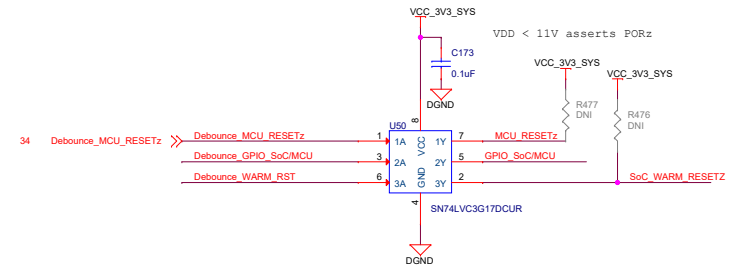 VCC_3V3_SYS
VDD < 11V asserts PORz
C173
0.1uF
DGND
VCC_3V3_SYS
VCC_3V3_SYS
R477
DNI
R476
DNI
U50
8
34 Debounce_MCU_RESETz Debounce_MCU_RESETz 1 1A VCC 1Y 7 MCU_RESETz
Debounce_GPIO_SoC/MCU 3 2A 2Y 5 GPIO_SoC/MCU
Debounce_WARM_RST 6 3A GND 3Y 2 SoC_WARM_RESETZ
4
SN74LVC3G17DCUR
DGND